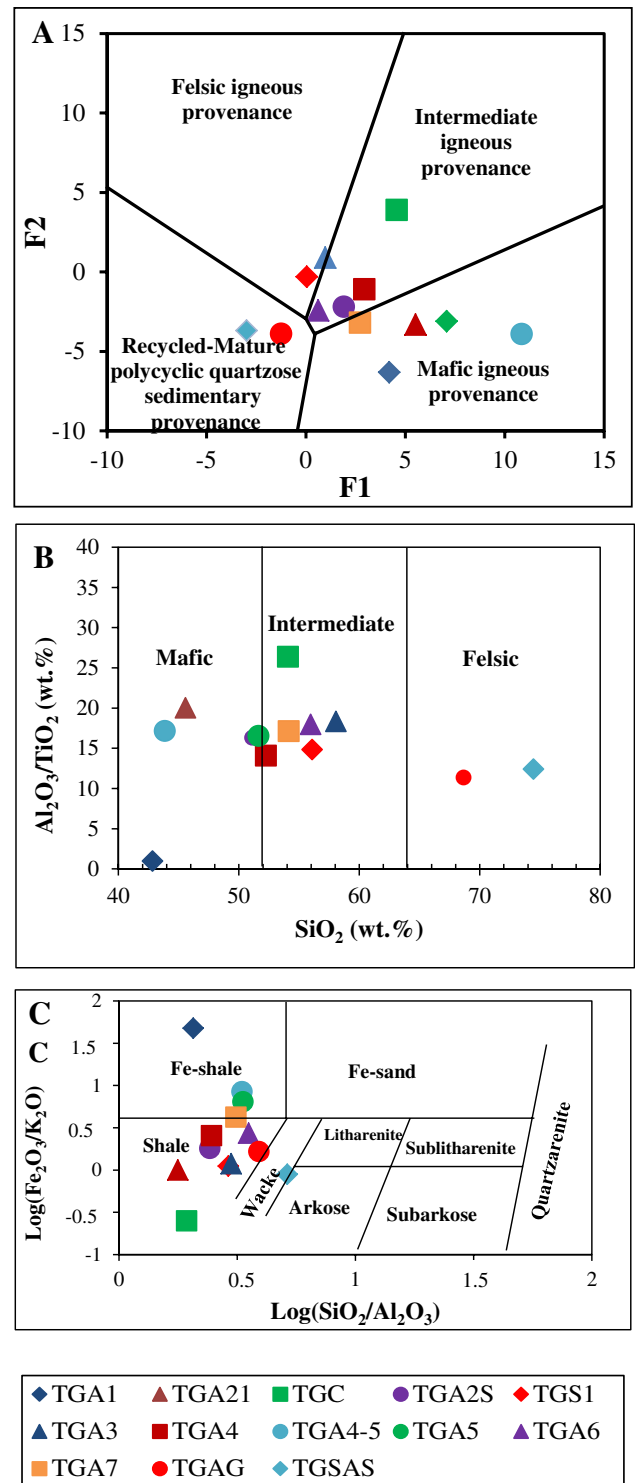 A
15
10
5
0
-5
-10
F2
Felsic igneous
provenance
Intermediate
igneous
provenance
Recycled-Mature
polycyclic quartzose
sedimentary
provenance
Mafic igneous
provenance
-10 -5 0 5 10 15
F1
B
40
35
30
25
20
15
10
5
0
Al₂O₃/TiO₂ (wt.%)
Mafic
Intermediate
Felsic
40 50 60 70 80
SiO₂ (wt.%)
C
C
2
1.5
1
0.5
0
-0.5
-1
Log(Fe₂O₃/K₂O)
Fe-shale
Fe-sand
Shale
Wacke
Litharenite
Sublitharenite
Arkose
Subarkose
Quartzarenite
0 0.5 1 1.5 2
Log(SiO₂/Al₂O₃)
TGA1 TGA21 TGC TGA2S TGS1
TGA3 TGA4 TGA4-5 TGA5 TGA6
TGA7 TGAG TGSAS